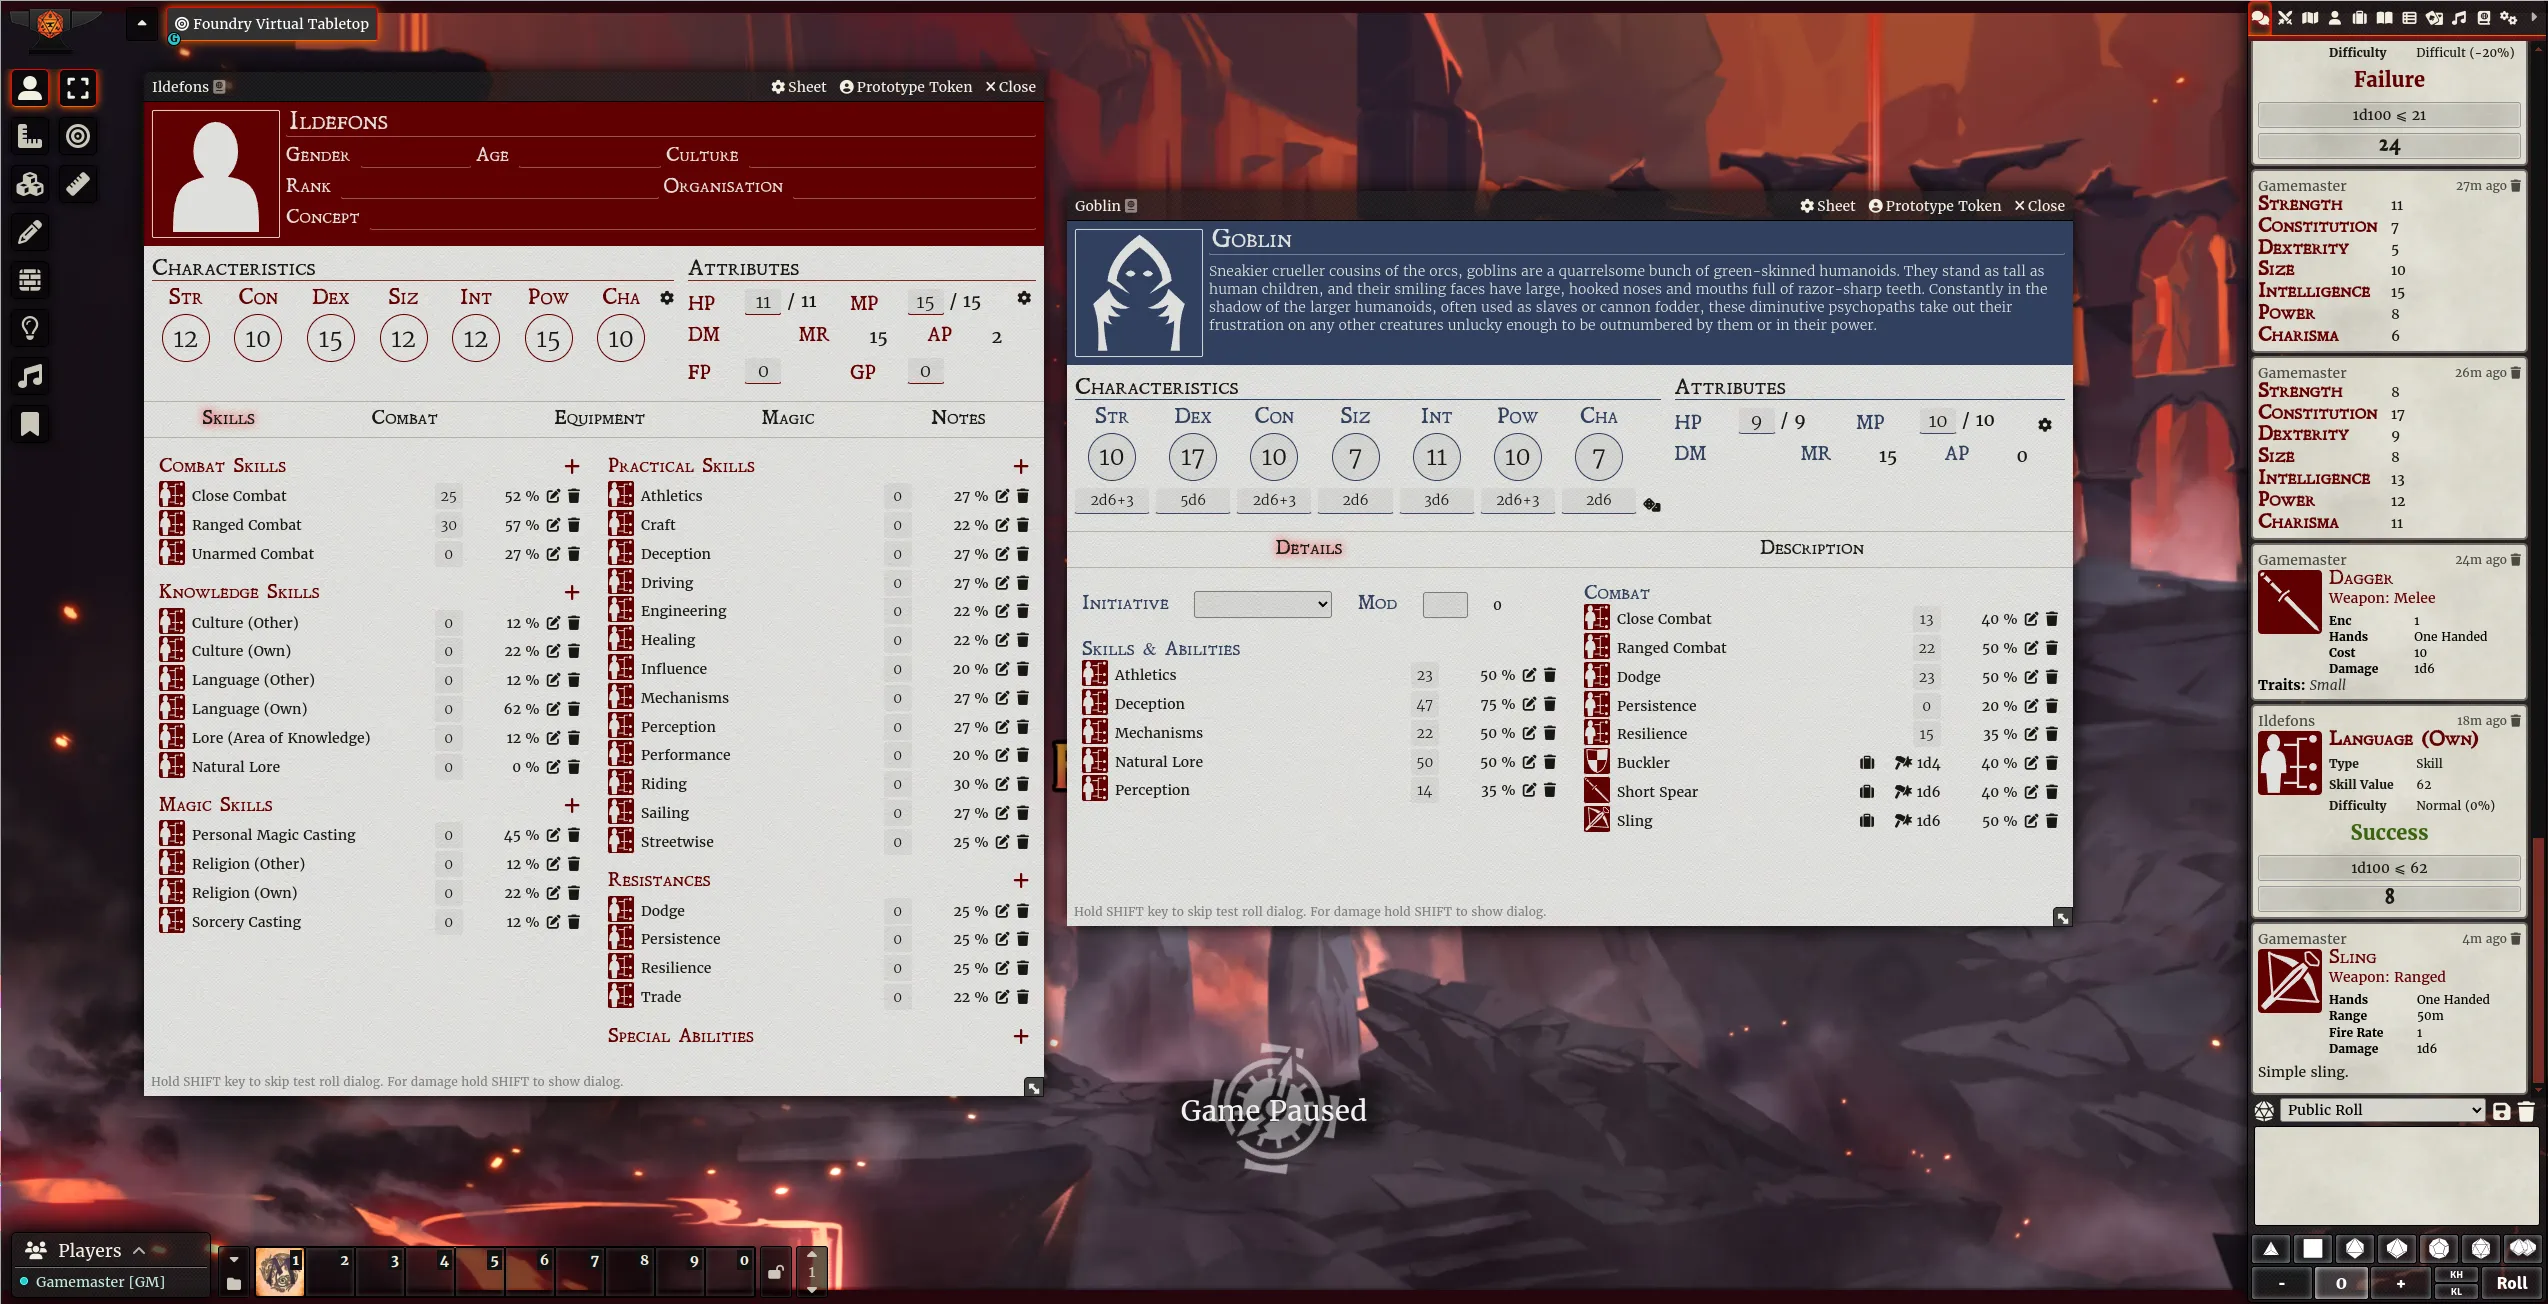 Foundry Virtual Tabletop
G
Ildefons
Sheet Prototype Token Close
Ildefons
Gender Age Culture
Rank Organisation
Concept
Characteristics
Str Con Dex Siz Int Pow Cha
12 10 15 12 12 15 10
Attributes
HP 11 / 11 MP 15 / 15
DM MR 15 AP 2
FP 0 GP 0
Skills Combat Equipment Magic Notes
Combat Skills
Close Combat 25 52 %
Ranged Combat 30 57 %
Unarmed Combat 0 27 %
Knowledge Skills
Culture (Other) 0 12 %
Culture (Own) 0 22 %
Language (Other) 0 12 %
Language (Own) 0 62 %
Lore (Area of Knowledge) 0 12 %
Natural Lore 0 0 %
Magic Skills
Personal Magic Casting 0 45 %
Religion (Other) 0 12 %
Religion (Own) 0 22 %
Sorcery Casting 0 12 %
Practical Skills
Athletics 0 27 %
Craft 0 22 %
Deception 0 27 %
Driving 0 27 %
Engineering 0 22 %
Healing 0 22 %
Influence 0 20 %
Mechanisms 0 27 %
Perception 0 27 %
Performance 0 20 %
Riding 0 30 %
Sailing 0 27 %
Streetwise 0 25 %
Resistances
Dodge 0 25 %
Persistence 0 25 %
Resilience 0 25 %
Trade 0 22 %
Special Abilities
Hold SHIFT key to skip test roll dialog. For damage hold SHIFT to show dialog.
Goblin
Sheet Prototype Token Close
Goblin
Sneakier crueller cousins of the orcs, goblins are a quarrelsome bunch of green-skinned humanoids. They stand as tall as
human children, and their smiling faces have large, hooked noses and mouths full of razor-sharp teeth. Constantly in the
shadow of the larger humanoids, often used as slaves or cannon fodder, these diminutive psychopaths take out their
frustration on any other creatures unlucky enough to be outnumbered by them or in their power.
Characteristics
Str Dex Con Siz Int Pow Cha
10 17 10 7 11 10 7
2d6+3 5d6 2d6+3 2d6 3d6 2d6+3 2d6
Attributes
HP 9 / 9 MP 10 / 10
DM MR 15 AP 0
Details Description
Initiative Mod 0
Skills & Abilities
Athletics 23 50 %
Deception 47 75 %
Mechanisms 22 50 %
Natural Lore 50 50 %
Perception 14 35 %
Combat
Close Combat 13 40 %
Ranged Combat 22 50 %
Dodge 23 50 %
Persistence 0 20 %
Resilience 15 35 %
Buckler 1d4 40 %
Short Spear 1d6 40 %
Sling 1d6 50 %
Hold SHIFT key to skip test roll dialog. For damage hold SHIFT to show dialog.
Game Paused
Players
Gamemaster [GM]
1 2 3 4 5 6 7 8 9 0
1
Difficulty Difficult (-20%)
Failure
1d100 ⩽ 21
24
Gamemaster 27m ago
Strength 11
Constitution 7
Dexterity 5
Size 10
Intelligence 15
Power 8
Charisma 6
Gamemaster 26m ago
Strength 8
Constitution 17
Dexterity 9
Size 8
Intelligence 13
Power 12
Charisma 11
Gamemaster 24m ago
Dagger
Weapon: Melee
Enc 1
Hands One Handed
Cost 10
Damage 1d6
Traits: Small
Ildefons 18m ago
Language (Own)
Type Skill
Skill Value 62
Difficulty Normal (0%)
Success
1d100 ⩽ 62
8
Gamemaster 4m ago
Sling
Weapon: Ranged
Hands One Handed
Range 50m
Fire Rate 1
Damage 1d6
Simple sling.
Public Roll
- 0 + KH KL Roll